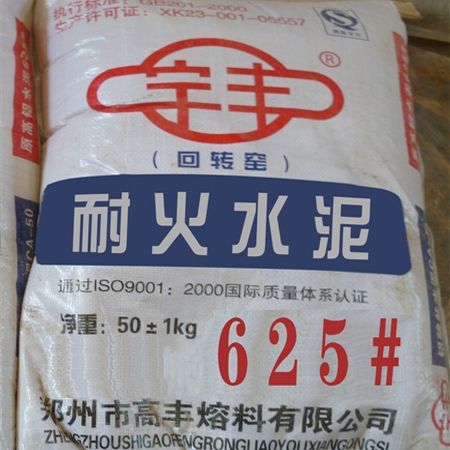 执行标准：GB201-2000
生产许可证：XK23-001-05557
宇丰®
（回转窑）
耐火水泥
通过ISO9001：2000国际质量体系认证
净重：50±1kg
625#
郑州市高丰熔料有限公司
ZHENGZHOUSHIGAOFENGRONGLIAOYOUXIANGONGSI